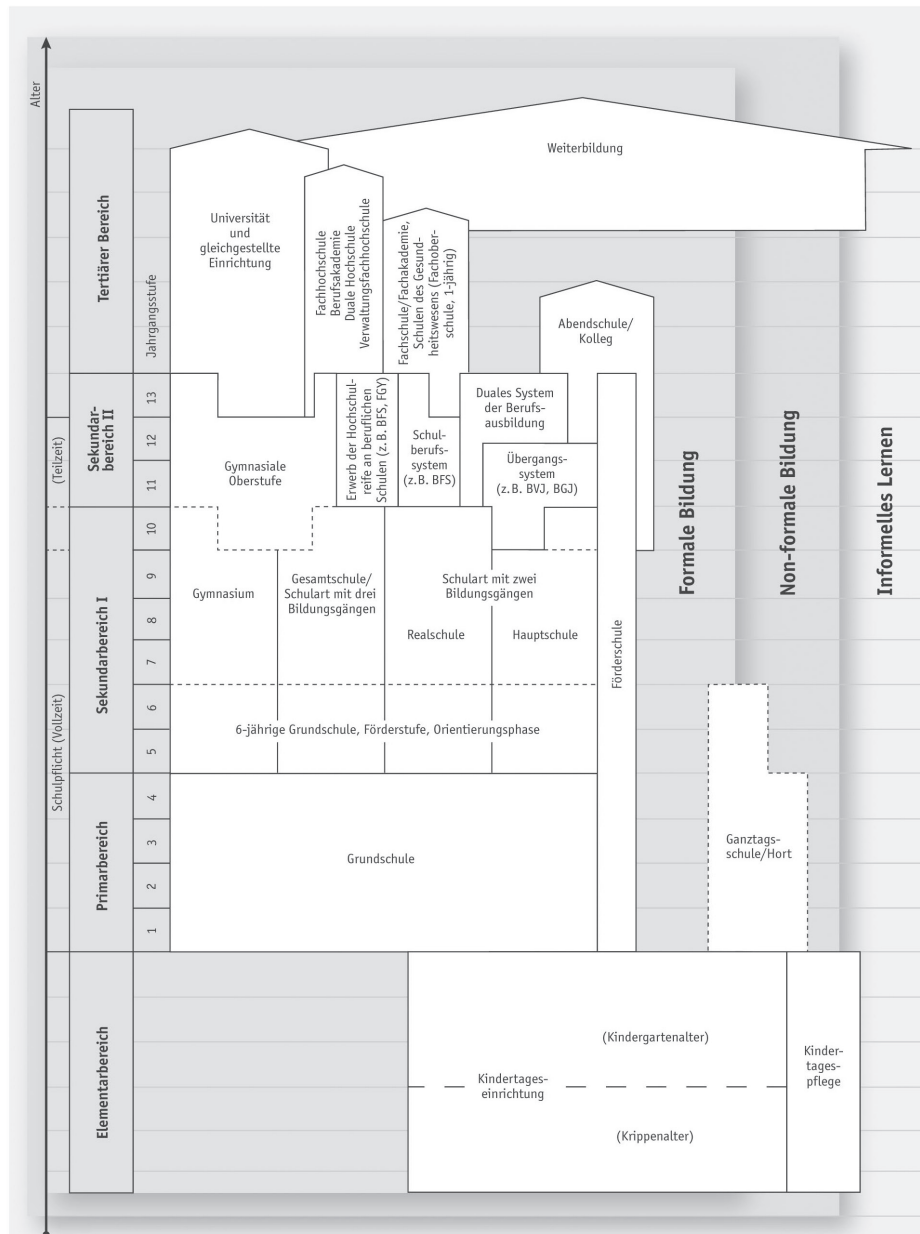 Alter
Weiterbildung
Tertiärer Bereich
Jahrgangsstufe
Universität
und
gleichgestellte
Einrichtung
Fachhochschule
Berufsakademie
Duale Hochschule
Verwaltungsfachhochschule
Fachschule/Fachakademie,
Schulen des Gesund-
heitswesens (Fachober-
schule, 1-jährig)
Abendschule/
Kolleg
(Teilzeit)
Sekundar-
bereich II
13
12
11
Gymnasiale
Oberstufe
Erwerb der Hochschul-
reife an beruflichen
Schulen (z. B. BFS, FGY)
Schul-
berufs-
system
(z. B. BFS)
Duales System
der Berufs-
ausbildung
Übergangs-
system
(z. B. BVJ, BGJ)
Formale Bildung
Non-formale Bildung
Informelles Lernen
Schulpflicht (Vollzeit)
Sekundarbereich I
10
9
8
7
6
5
Gymnasium
Gesamtschule/
Schulart mit drei
Bildungsgängen
Schulart mit zwei
Bildungsgängen
Realschule
Hauptschule
Förderschule
6-jährige Grundschule, Förderstufe, Orientierungsphase
Primarbereich
4
3
2
1
Grundschule
Ganztags-
schule/Hort
Elementarbereich
(Kindergartenalter)
Kindertages-
einrichtung
(Krippenalter)
Kinder-
tages-
pflege